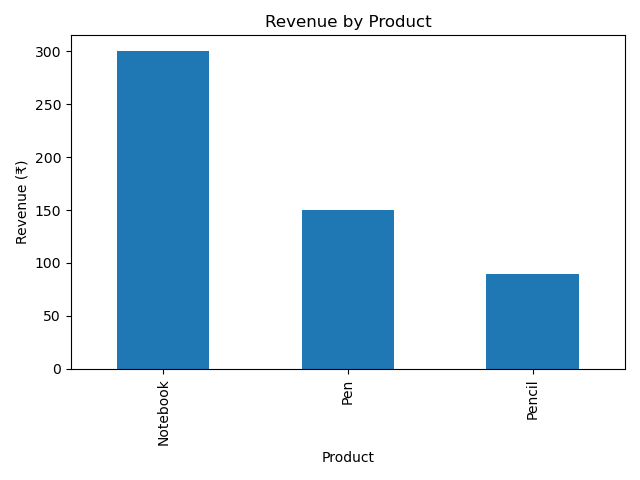 Revenue by Product
Revenue (₹)
300
250
200
150
100
50
0
Notebook
Pen
Pencil
Product